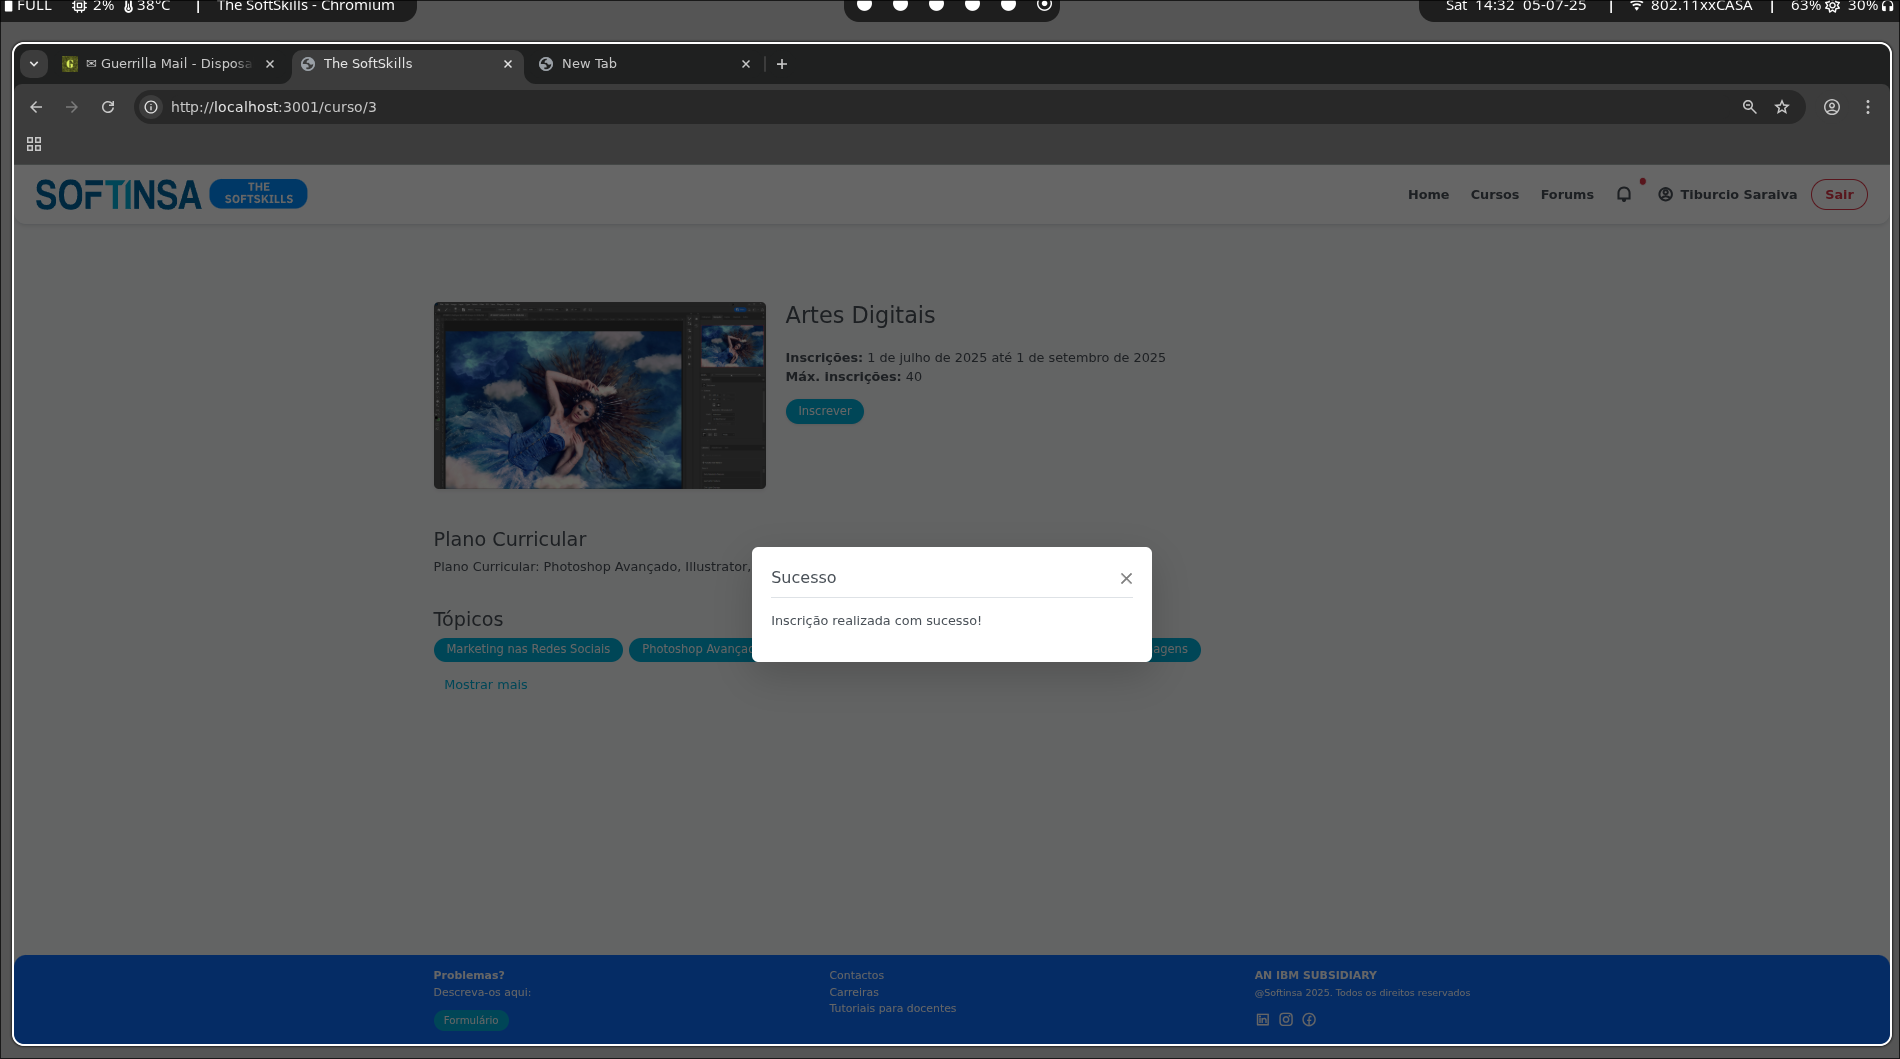 FULL 2% 38°C | The SoftSkills - Chromium
Sat 14:32 05-07-25 | 802.11xxCASA | 63% 30%
Guerrilla Mail - Disposa
The SoftSkills
New Tab
http://localhost:3001/curso/3
SOFTINSA
THE
SOFTSKILLS
Home
Cursos
Forums
Tiburcio Saraiva
Sair
Artes Digitais
Inscrições: 1 de julho de 2025 até 1 de setembro de 2025
Máx. inscrições: 40
Inscrever
Plano Curricular
Plano Curricular: Photoshop Avançado, Illustrator,
Sucesso
Inscrição realizada com sucesso!
Tópicos
Marketing nas Redes Sociais
Photoshop Avança
agens
Mostrar mais
Problemas?
Descreva-os aqui:
Formulário
Contactos
Carreiras
Tutoriais para docentes
AN IBM SUBSIDIARY
@Softinsa 2025. Todos os direitos reservados